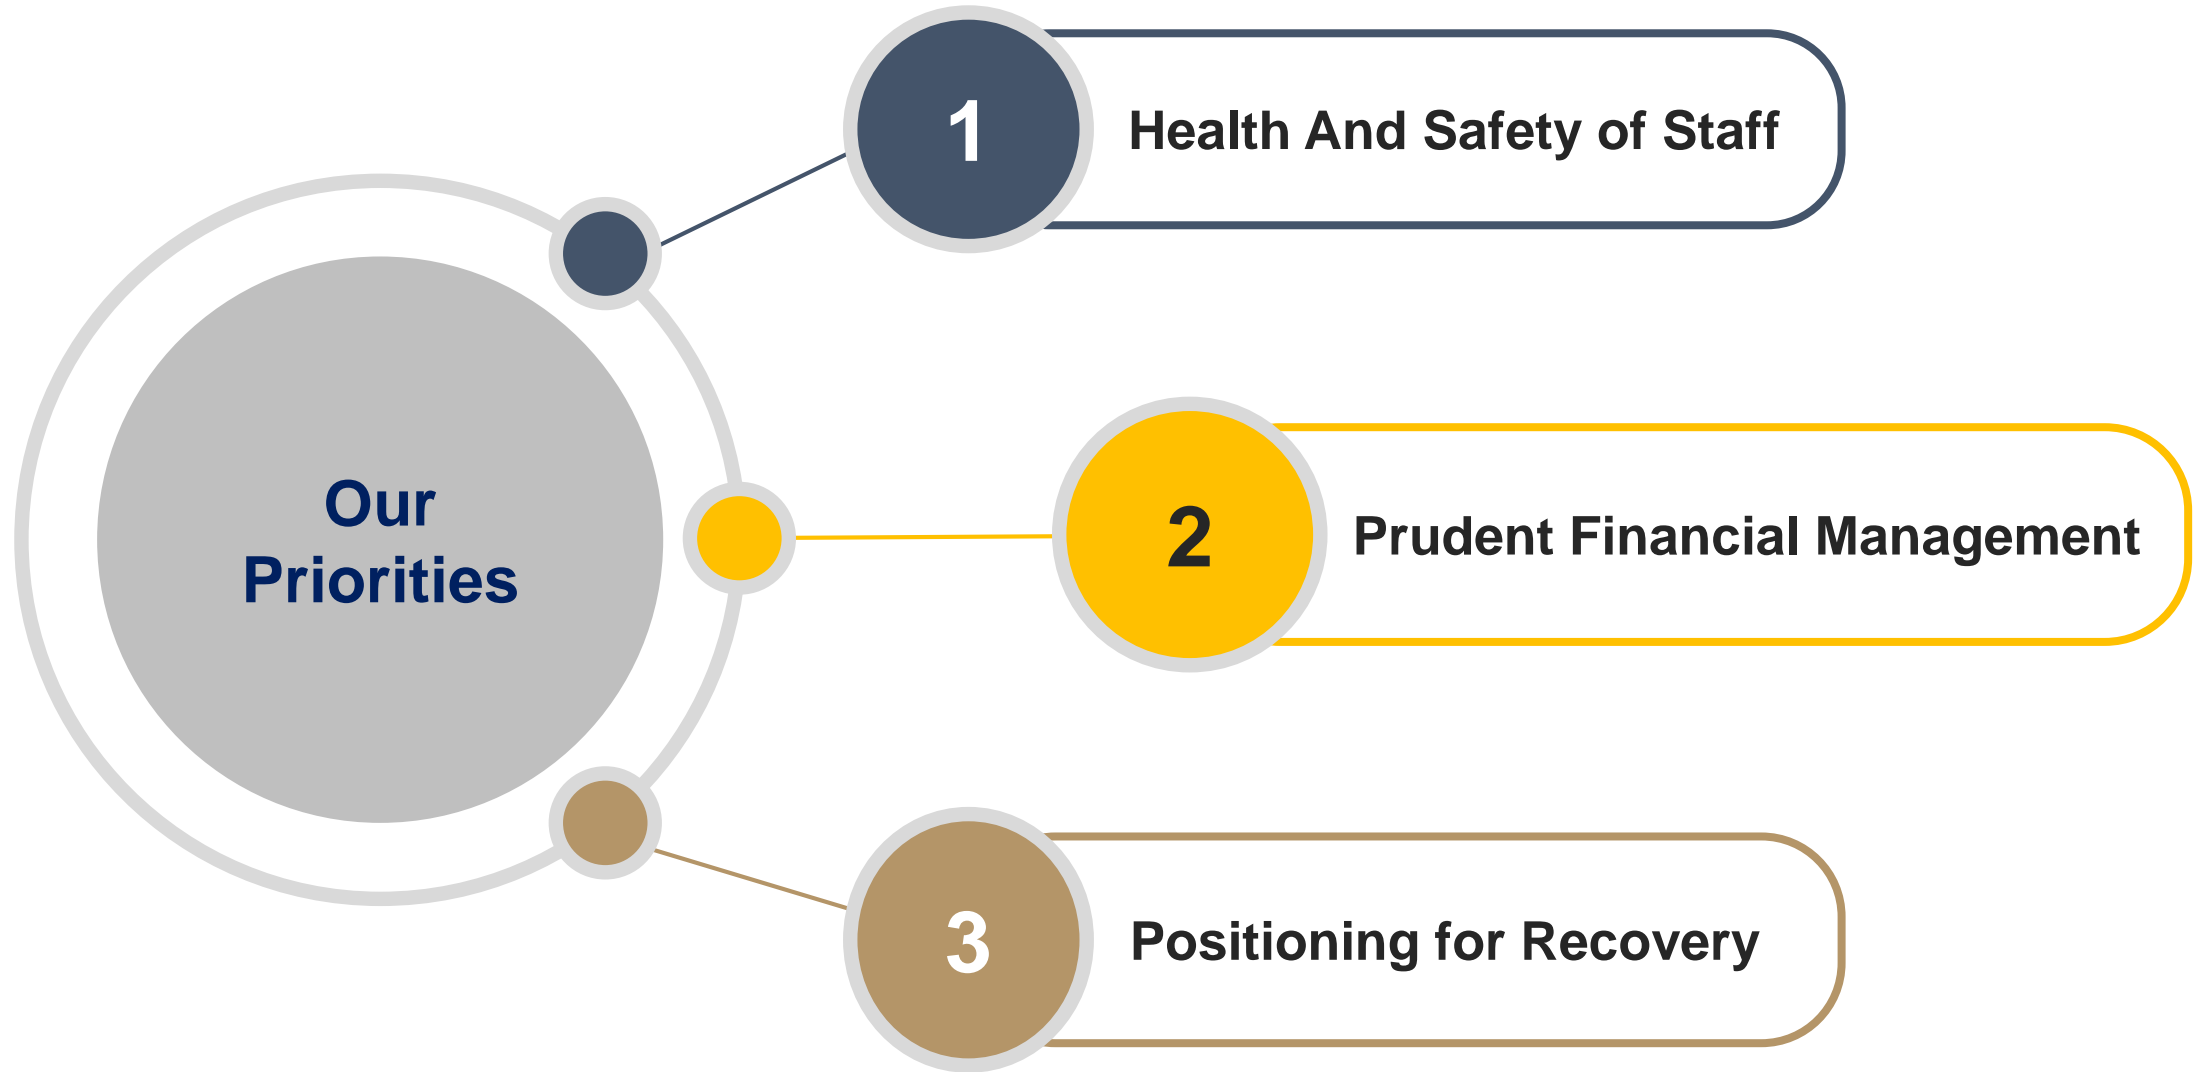 Our
Priorities
1
Health And Safety of Staff
2
Prudent Financial Management
3
Positioning for Recovery